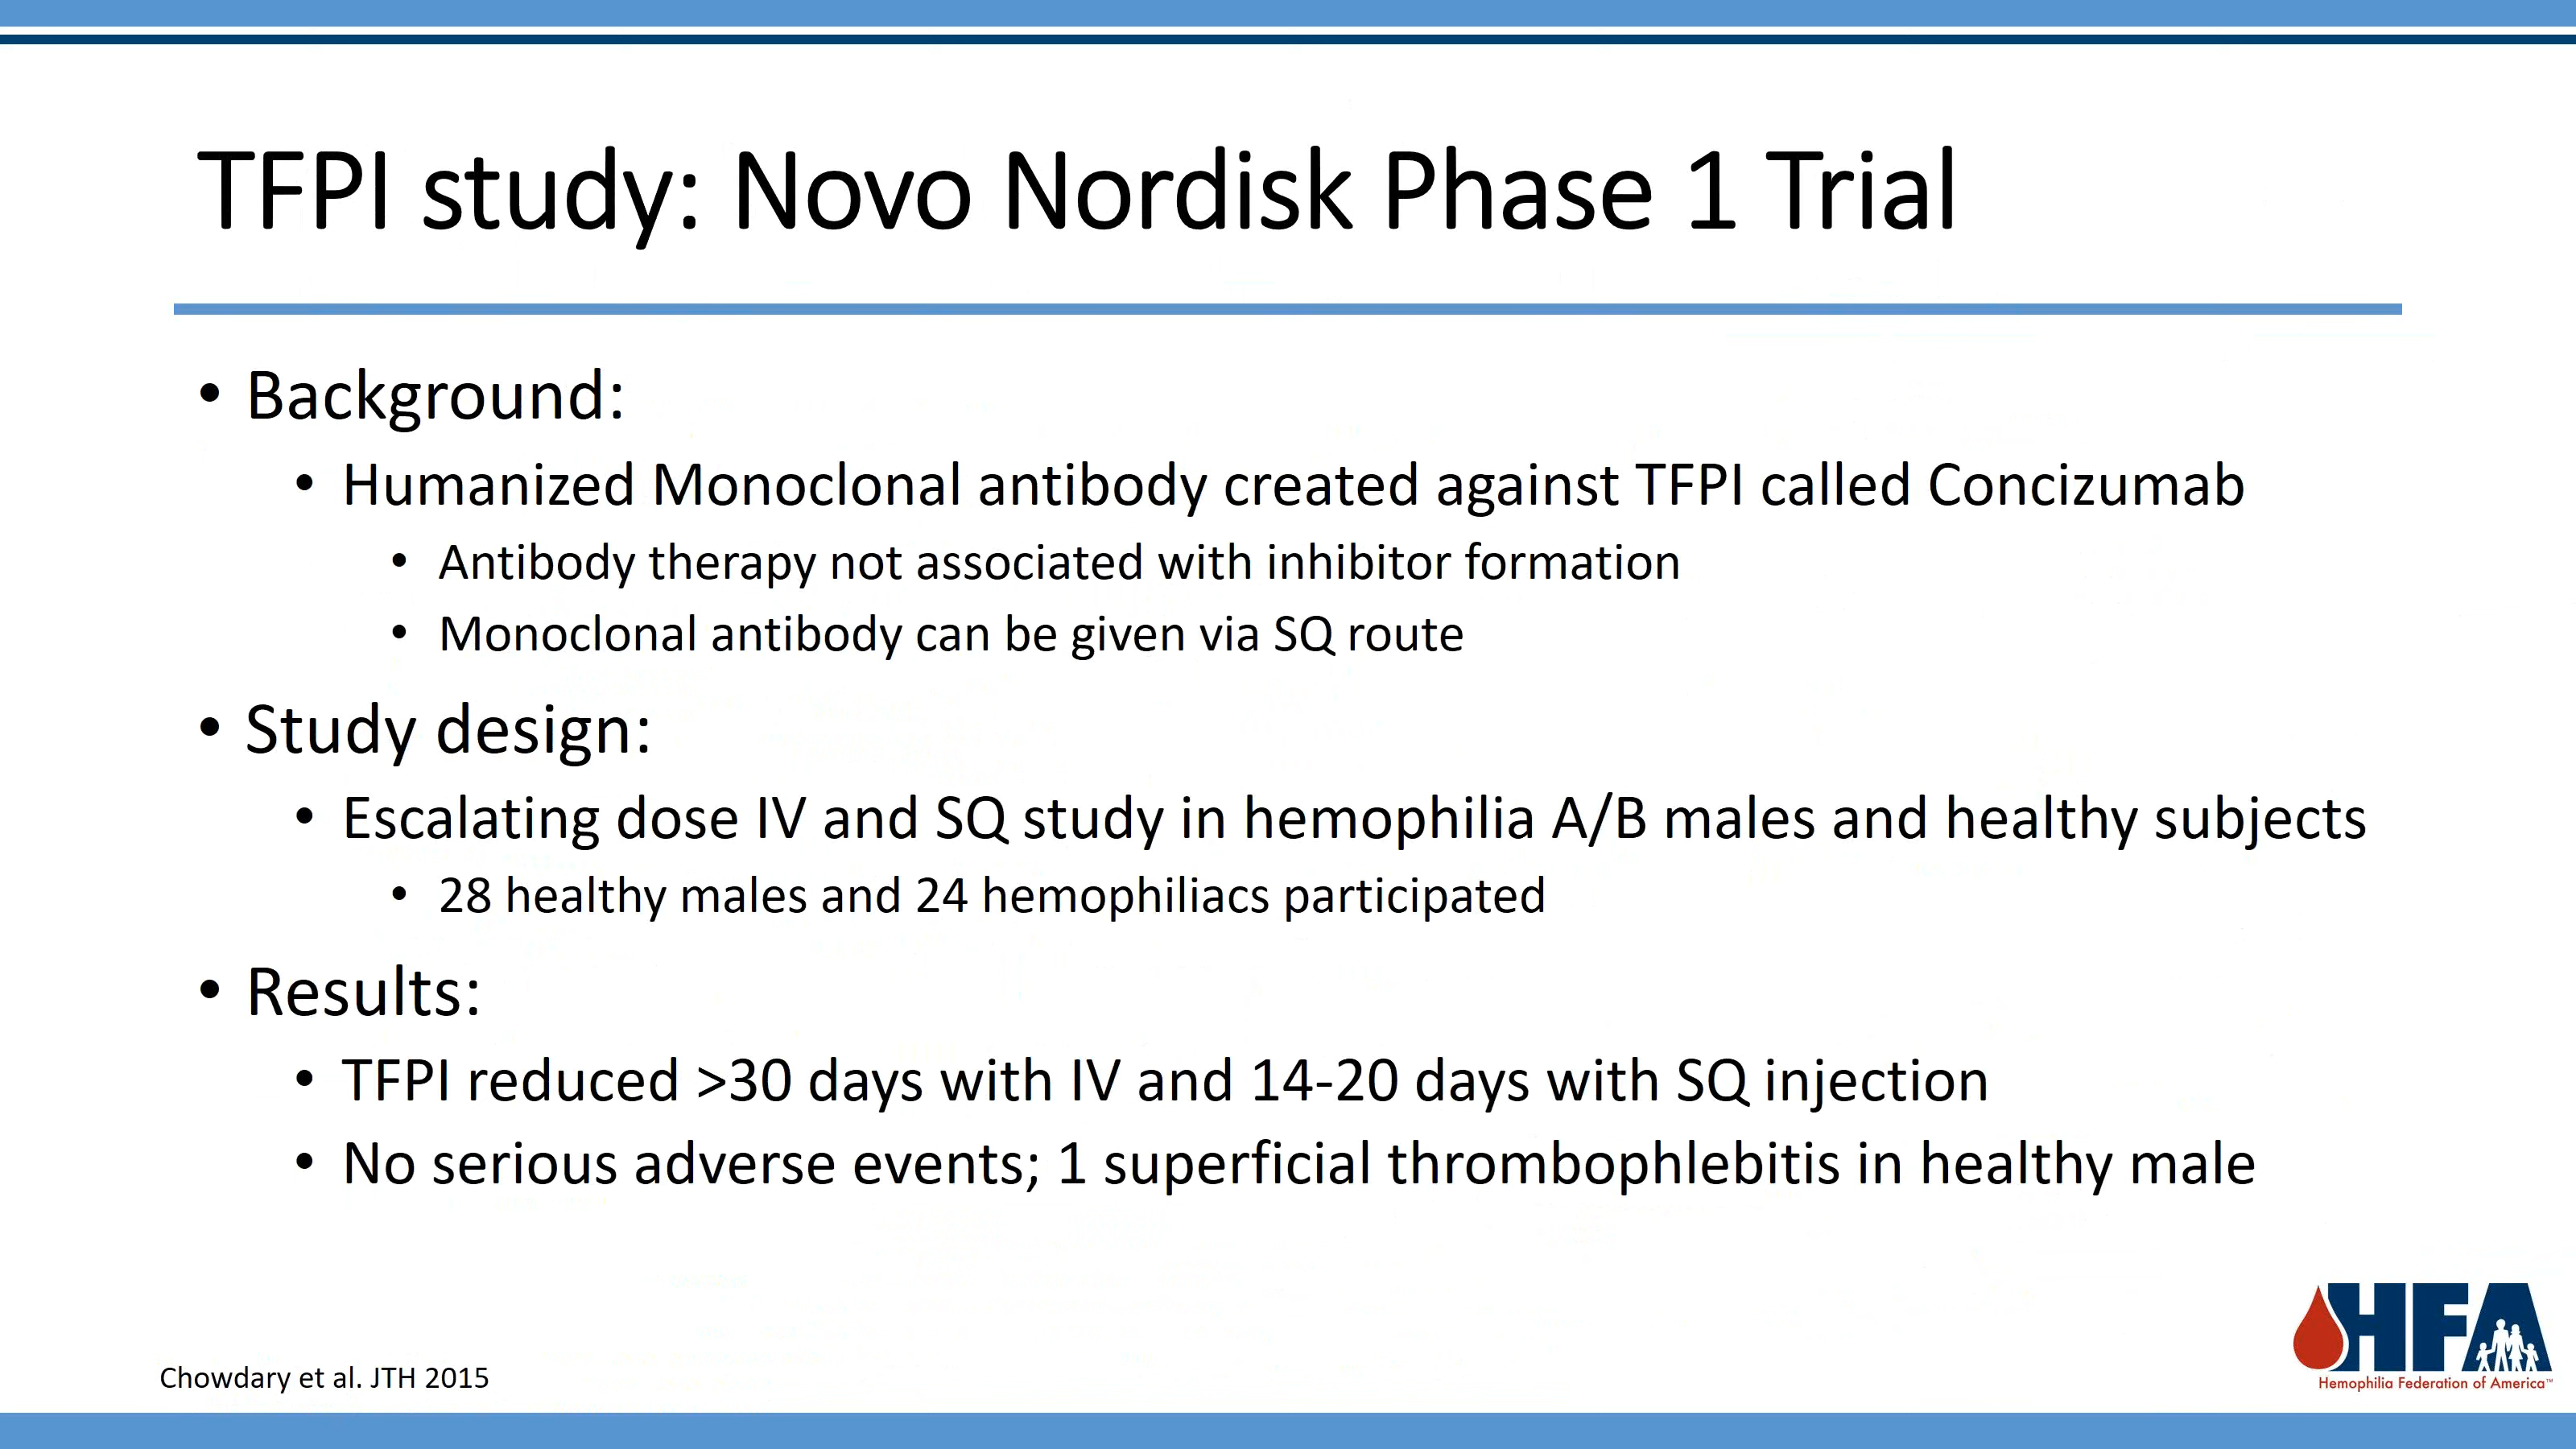 TFPI study: Novo Nordisk Phase 1 Trial
• Background:
• Humanized Monoclonal antibody created against TFPI called Concizumab
• Antibody therapy not associated with inhibitor formation
• Monoclonal antibody can be given via SQ route
• Study design:
• Escalating dose IV and SQ study in hemophilia A/B males and healthy subjects
• 28 healthy males and 24 hemophiliacs participated
• Results:
• TFPI reduced >30 days with IV and 14-20 days with SQ injection
• No serious adverse events; 1 superficial thrombophlebitis in healthy male
Chowdary et al. JTH 2015
HFA
Hemophilia Federation of America™